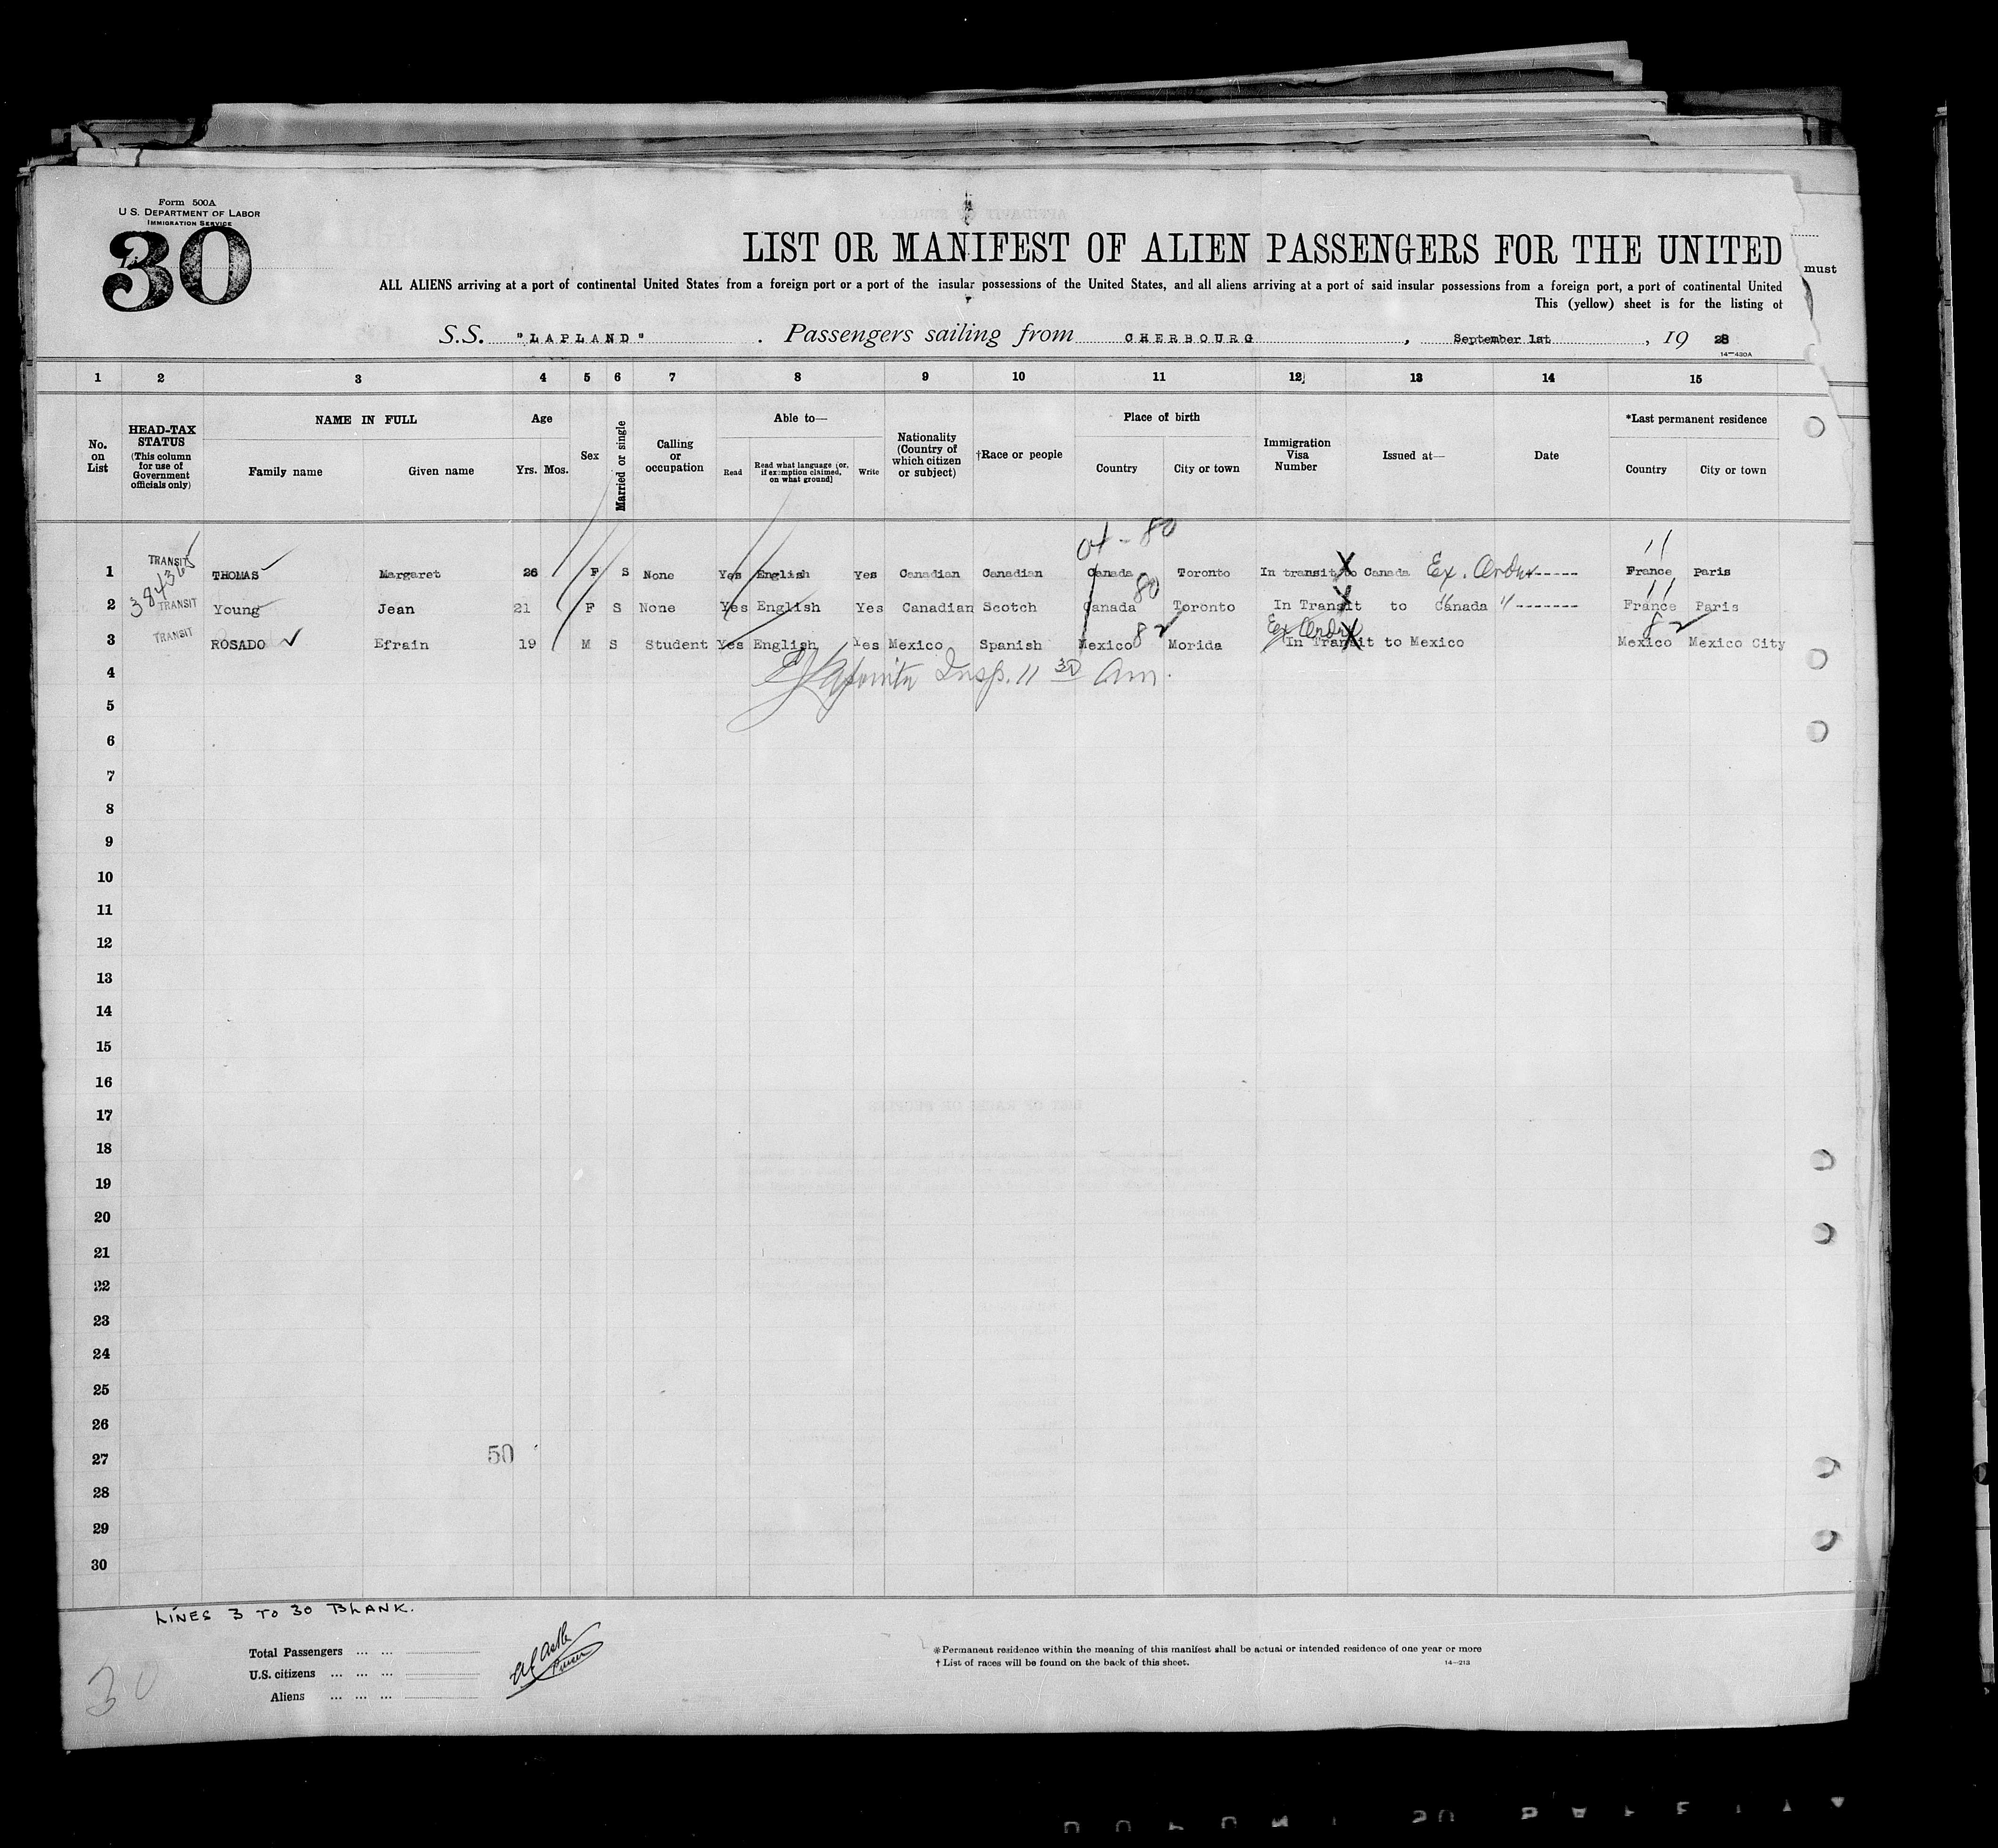 Form 500A
U. S. DEPARTMENT OF LABOR
IMMIGRATION SERVICE
30
LIST OR MANIFEST OF ALIEN PASSENGERS FOR THE UNITED
must
ALL ALIENS arriving at a port of continental United States from a foreign port or a port of the insular possessions of the United States, and all aliens arriving at a port of said insular possessions from a foreign port, a port of continental United
This (yellow) sheet is for the listing of
S.S. "LAPLAND". Passengers sailing from CHERBOURG, September 1st, 1928
14—430A
1 2 3 4 5 6 7 8 9 10 11 12 13 14 15
No. on List
HEAD-TAX STATUS (This column for use of Government officials only)
NAME IN FULL
Family name Given name
Age
Yrs. Mos.
Sex
Married or single
Calling or occupation
Able to—
Read Read what language [or, if exemption claimed, on what ground] Write
Nationality (Country of which citizen or subject)
†Race or people
Place of birth
Country City or town
Immigration Visa Number
Issued at—
Date
*Last permanent residence
Country City or town
80
1 TRANSIT THOMAS Margaret 26 F S None Yes English Yes Canadian Canadian Canada Toronto In transit to Canada Ex. Order ------ France Paris
384365
2 TRANSIT Young Jean 21 F S None Yes English Yes Canadian Scotch Canada 80 Toronto In Transit to Canada " ------- France Paris
Ex Order
3 TRANSIT ROSADO Efrain 19 M S Student Yes English Yes Mexico Spanish Mexico 82 Morida In Transit to Mexico Mexico 82 Mexico City
4 Insp. 11 3D Am.
5
6
7
8
9
10
11
12
13
14
15
16
17
18
19
20
21
22
23
24
25
26
27 50
28
29
30
LINES 3 TO 30 BLANK.
Total Passengers ... ...
U.S. citizens ... ... ...
Aliens ... ... ...
Purser
*Permanent residence within the meaning of this manifest shall be actual or intended residence of one year or more
† List of races will be found on the back of this sheet.
14—213
30